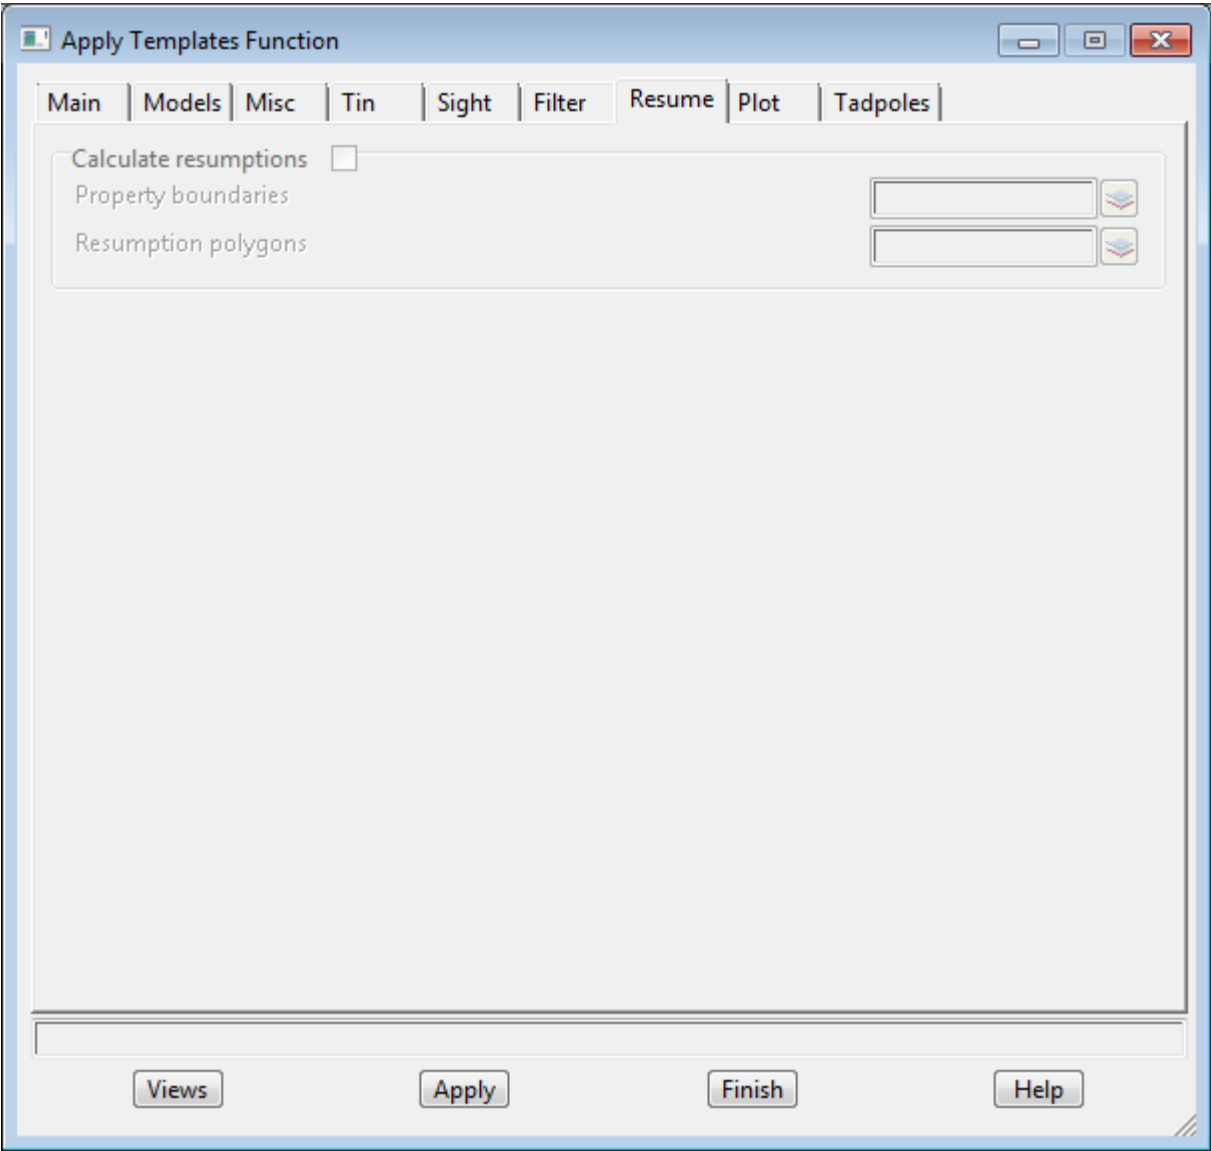 Apply Templates Function
Main Models Misc Tin Sight Filter Resume Plot Tadpoles
Calculate resumptions
Property boundaries
Resumption polygons
Views Apply Finish Help